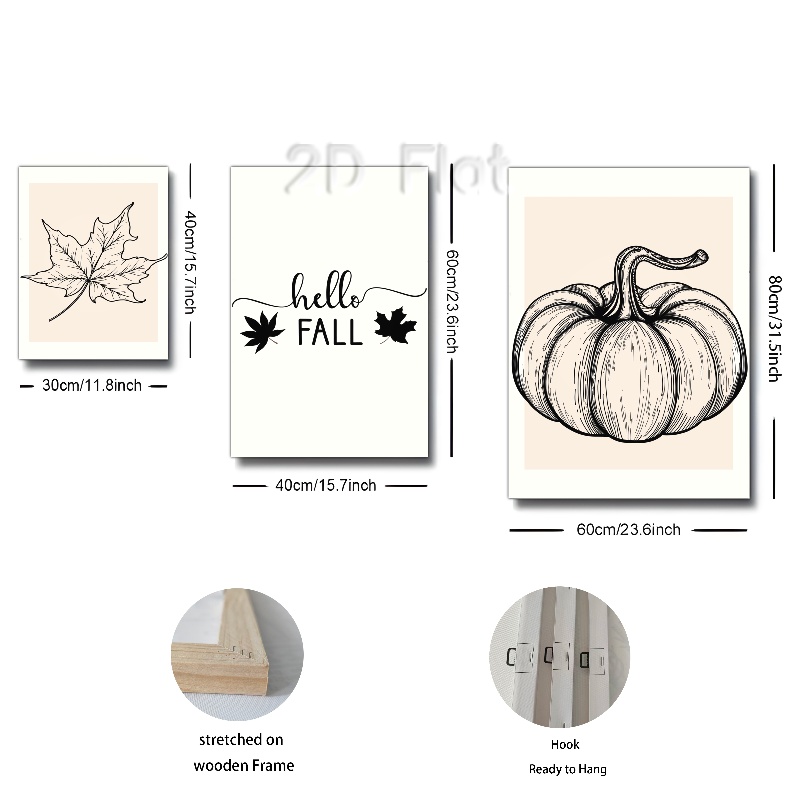 2D Flat
40cm/15.7inch
30cm/11.8inch
hello
FALL
60cm/23.6inch
40cm/15.7inch
80cm/31.5inch
60cm/23.6inch
stretched on
wooden Frame
Hook
Ready to Hang